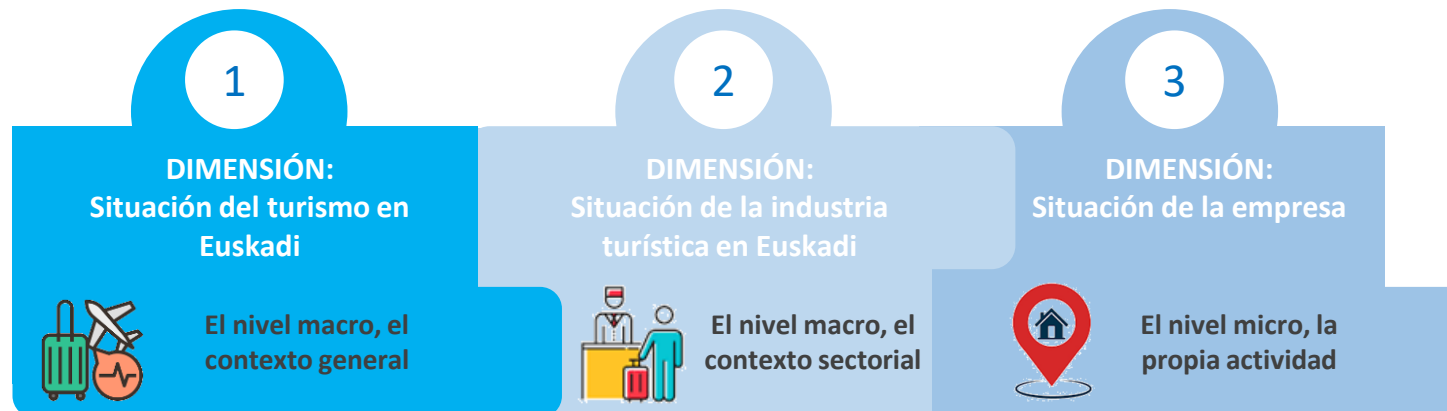 1
DIMENSIÓN:
Situación del turismo en
Euskadi
El nivel macro, el
contexto general
2
DIMENSIÓN:
Situación de la industria
turística en Euskadi
El nivel macro, el
contexto sectorial
3
DIMENSIÓN:
Situación de la empresa
El nivel micro, la
propia actividad